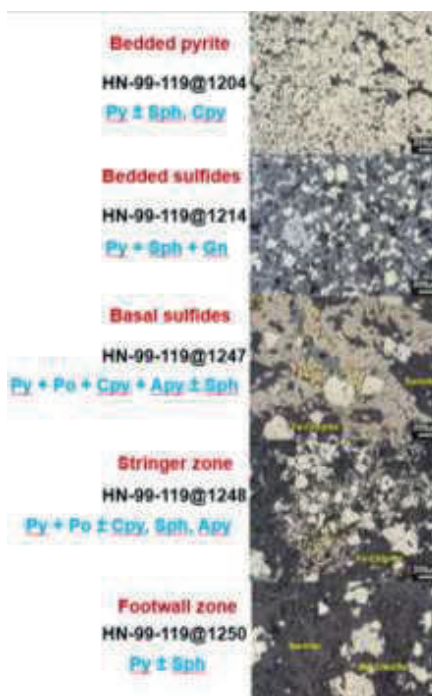 Bedded pyrite
HN-99-119@1204
Py ± Sph, Cpy
Bedded sulfides
HN-99-119@1214
Py + Sph + Gn
Basal sulfides
HN-99-119@1247
Py + Po + Cpy + Apy ± Sph
Stringer zone
HN-99-119@1248
Py + Po ± Cpy, Sph, Apy
Footwall zone
HN-99-119@1250
Py ± Sph